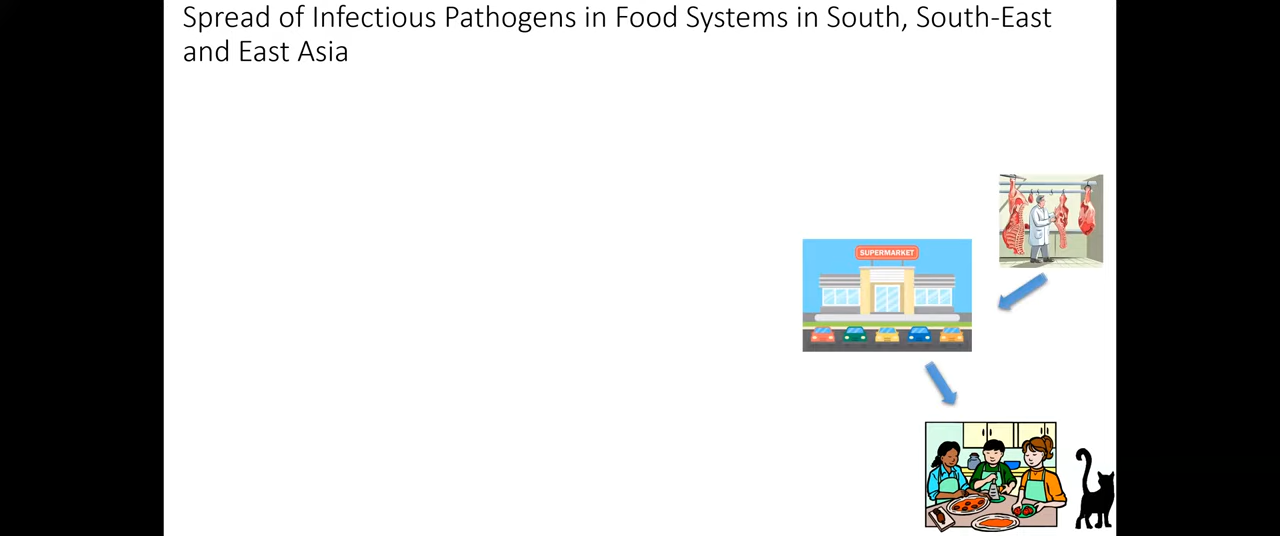 Spread of Infectious Pathogens in Food Systems in South, South-East
and East Asia
SUPERMARKET